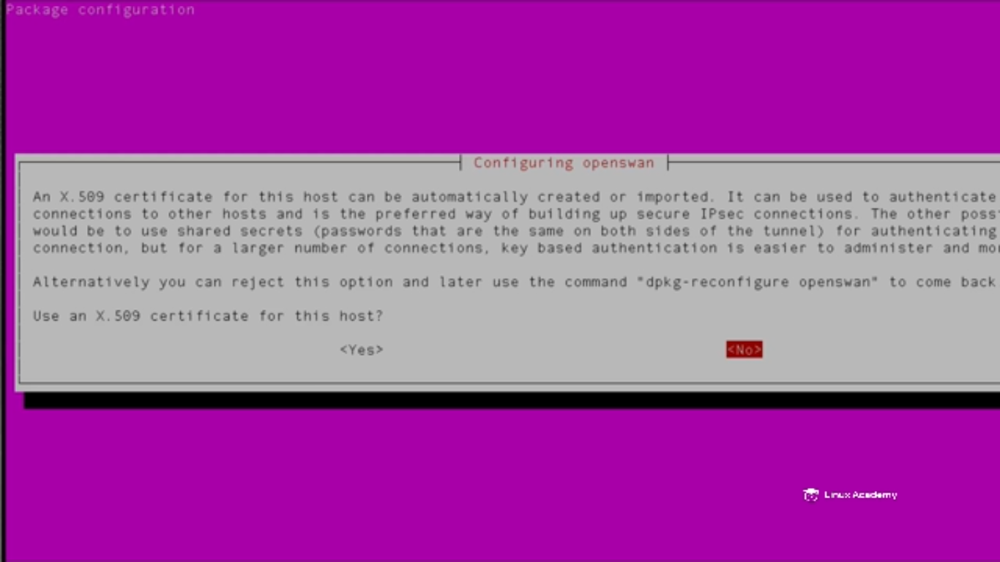 Package configuration
Configuring openswan
An X.509 certificate for this host can be automatically created or imported. It can be used to authenticate
connections to other hosts and is the preferred way of building up secure IPsec connections. The other
would be to use shared secrets (passwords that are the same on both sides of the tunnel) for authenticating
connection, but for a larger number of connections, key based authentication is easier to administer and
Alternatively you can reject this option and later use the command "dpkg-reconfigure openswan" to come back
Use an X.509 certificate for this host?
<Yes> <No>
Linux Academy